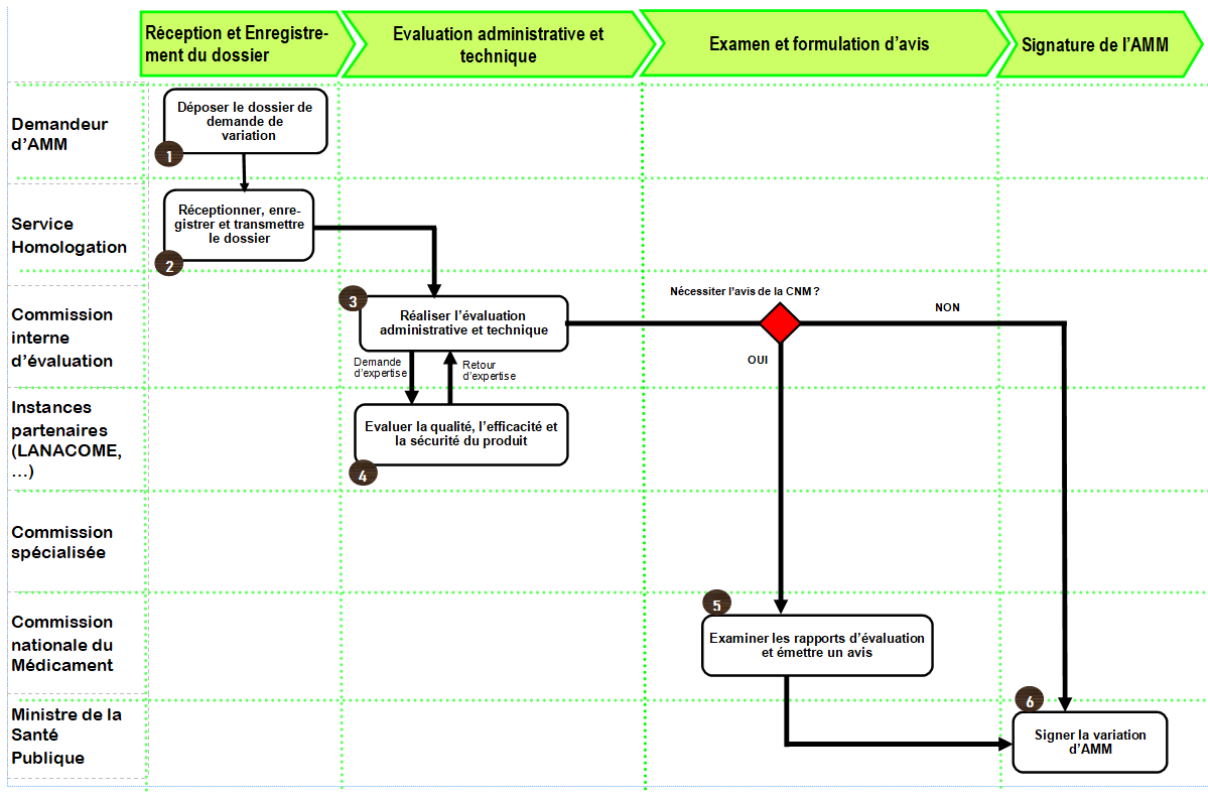 Réception et Enregistre-
ment du dossier
Evaluation administrative et
technique
Examen et formulation d'avis
Signature de l'AMM
Demandeur
d'AMM
Déposer le dossier de
demande de
variation
1
Service
Homologation
Réceptionner, enre-
gistrer et transmettre
le dossier
2
Commission
interne
d'évaluation
3
Réaliser l'évaluation
administrative et technique
Nécessiter l'avis de la CNM ?
NON
OUI
Demande
d'expertise
Retour
d'expertise
Instances
partenaires
(LANACOME,
…)
Evaluer la qualité, l'efficacité et
la sécurité du produit
4
Commission
spécialisée
Commission
nationale du
Médicament
5
Examiner les rapports d'évaluation
et émettre un avis
Ministre de la
Santé
Publique
6
Signer la variation
d'AMM